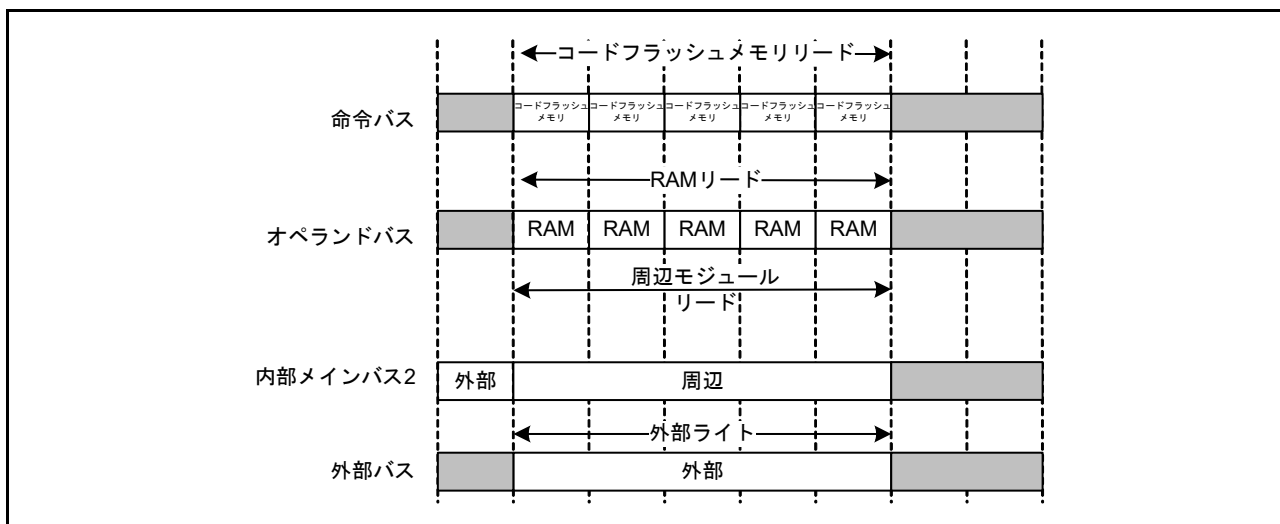 コードフラッシュメモリリード
命令バス
コードフラッシュ
メモリ
コードフラッシュ
メモリ
コードフラッシュ
メモリ
コードフラッシュ
メモリ
コードフラッシュ
メモリ
RAMリード
オペランドバス
RAM
RAM
RAM
RAM
RAM
周辺モジュール
リード
内部メインバス2
外部
周辺
外部ライト
外部バス
外部